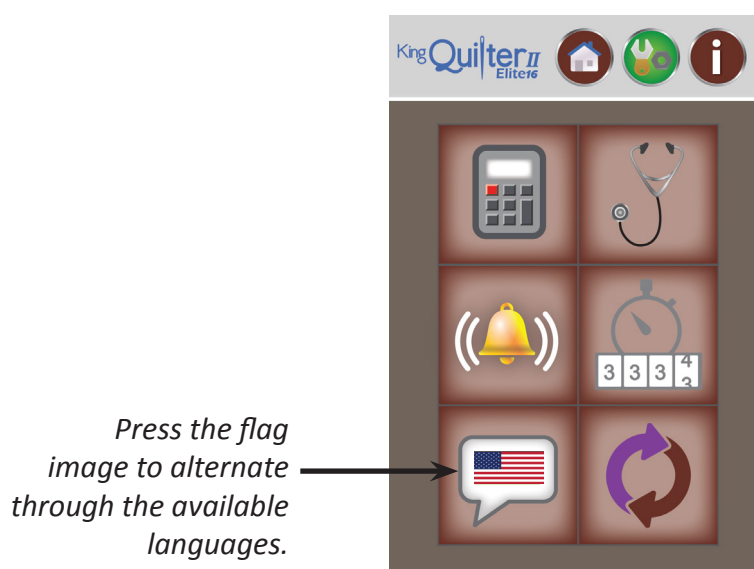 King Quilter II
Elite16
i
3 3 3 4
3
Press the flag
image to alternate
through the available
languages.